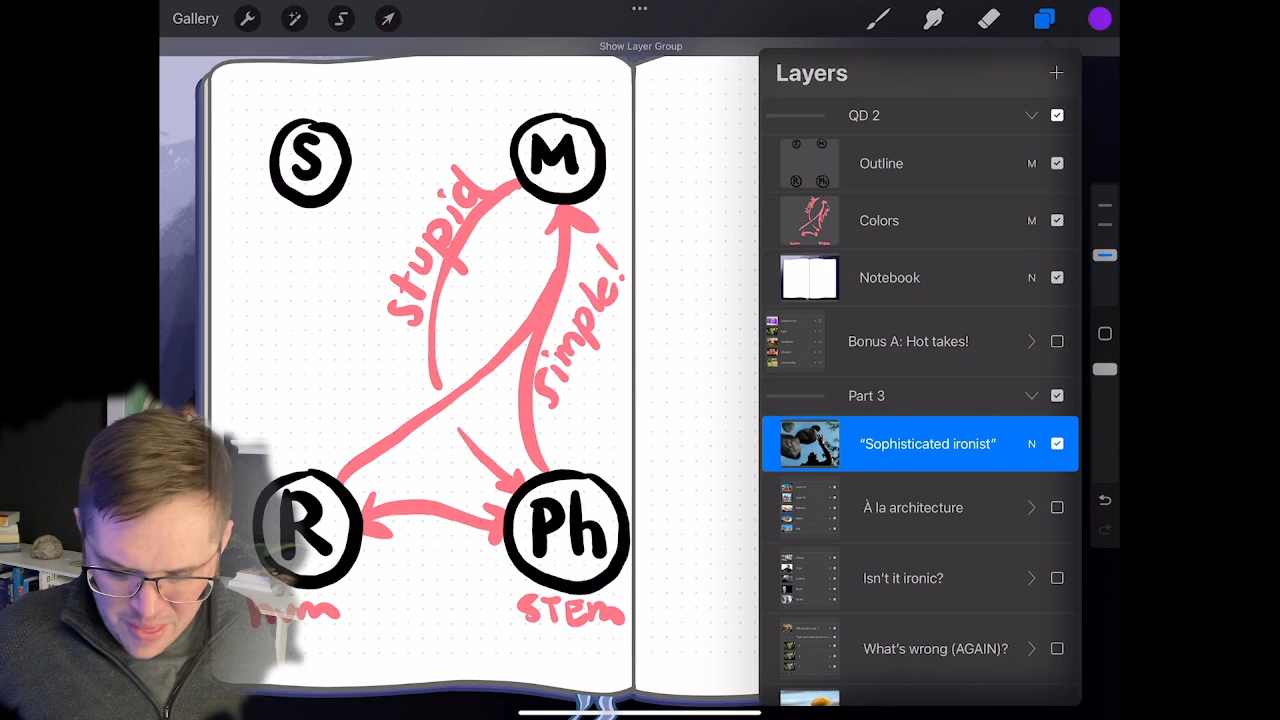 Gallery
Show Layer Group
Layers
QD 2
Outline M
Colors M
Notebook N
Bonus A: Hot takes!
Part 3
“Sophisticated ironist” N
À la architecture
Isn’t it ironic?
What’s wrong (AGAIN)?
S
M
stupid
simple!
R
Ph
hum
STEM